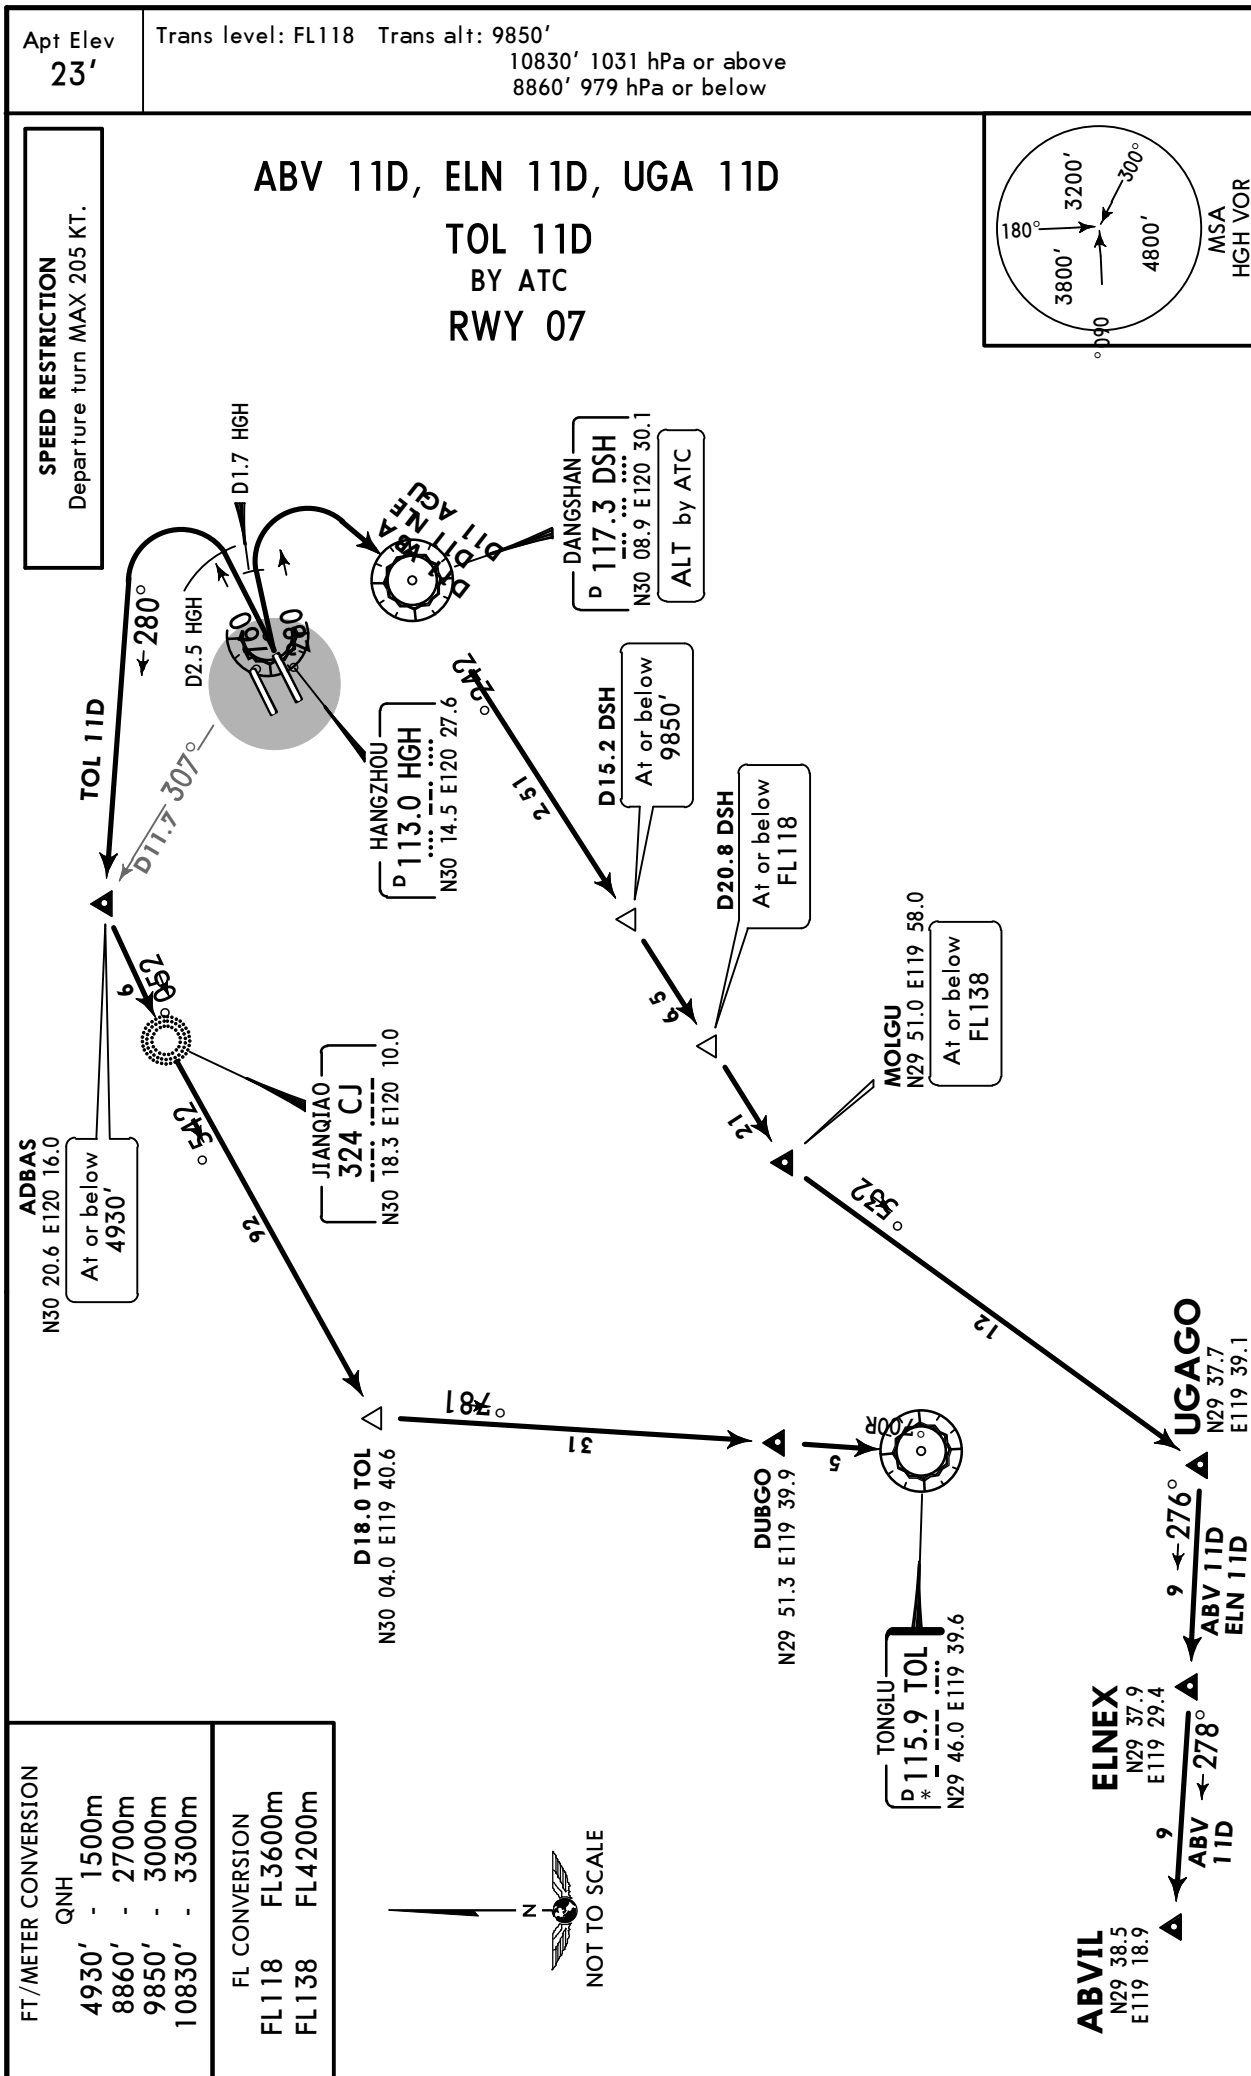 Apt Elev
23'
Trans level: FL118 Trans alt: 9850'
10830' 1031 hPa or above
8860' 979 hPa or below
SPEED RESTRICTION
Departure turn MAX 205 KT.
ABV 11D, ELN 11D, UGA 11D
TOL 11D
BY ATC
RWY 07
180°
3200'
300°
3800'
4800'
060°
MSA
HGH VOR
D1.7 HGH
D2.5 HGH
280°
TOL 11D
D11.7 307°
DANGSHAN
D 117.3 DSH
N30 08.9 E120 30.1
ALT by ATC
HANGZHOU
D 113.0 HGH
N30 14.5 E120 27.6
242°
D15.2 DSH
At or below
9850'
D20.8 DSH
At or below
FL118
6.5
MOLGU
N29 51.0 E119 58.0
At or below
FL138
21
12
ADBAS
N30 20.6 E120 16.0
At or below
4930'
6
JIANQIAO
324 CJ
N30 18.3 E120 10.0
D18.0 TOL
N30 04.0 E119 40.6
31
DUBGO
N29 51.3 E119 39.9
5
TONGLU
D
* 115.9 TOL
N29 46.0 E119 39.6
UGAGO
N29 37.7
E119 39.1
9
276°
ABV 11D
ELN 11D
ELNEX
N29 37.9
E119 29.4
9
278°
ABV
11D
ABVIL
N29 38.5
E119 18.9
FT/METER CONVERSION
QNH
4930' - 1500m
8860' - 2700m
9850' - 3000m
10830' - 3300m
FL CONVERSION
FL118 FL3600m
FL138 FL4200m
N
NOT TO SCALE